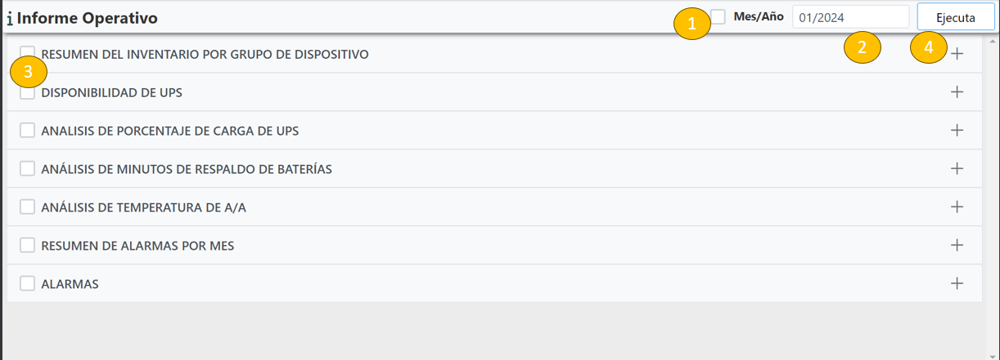 i Informe Operativo
1 Mes/Año 01/2024 Ejecuta
2 4
RESUMEN DEL INVENTARIO POR GRUPO DE DISPOSITIVO
3
DISPONIBILIDAD DE UPS
ANALISIS DE PORCENTAJE DE CARGA DE UPS
ANÁLISIS DE MINUTOS DE RESPALDO DE BATERÍAS
ANÁLISIS DE TEMPERATURA DE A/A
RESUMEN DE ALARMAS POR MES
ALARMAS